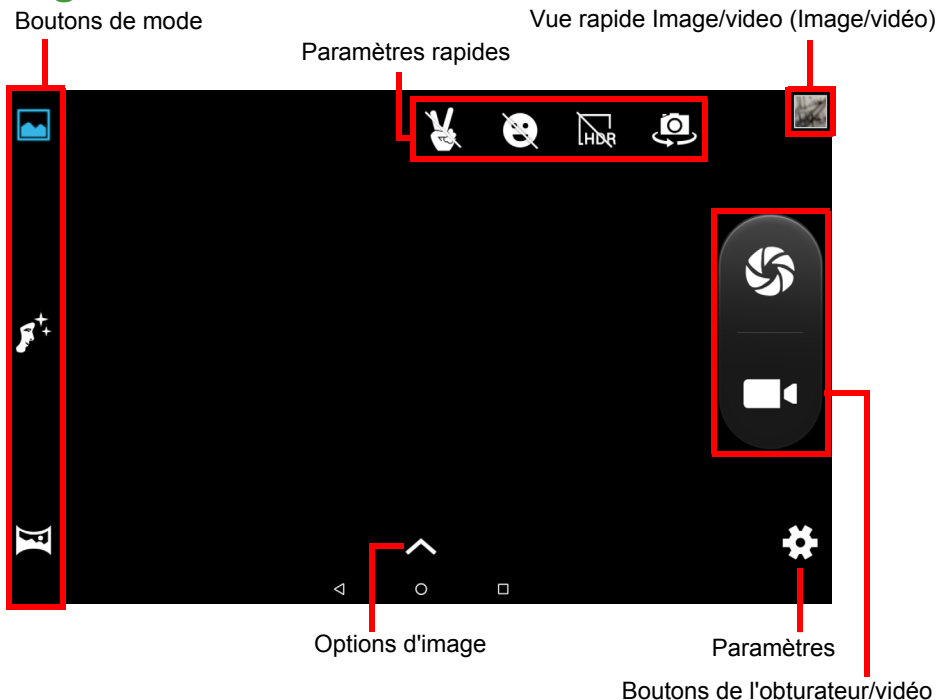 Boutons de mode
Vue rapide Image/video (Image/vidéo)
Paramètres rapides
HDR
Options d'image
Paramètres
Boutons de l'obturateur/vidéo